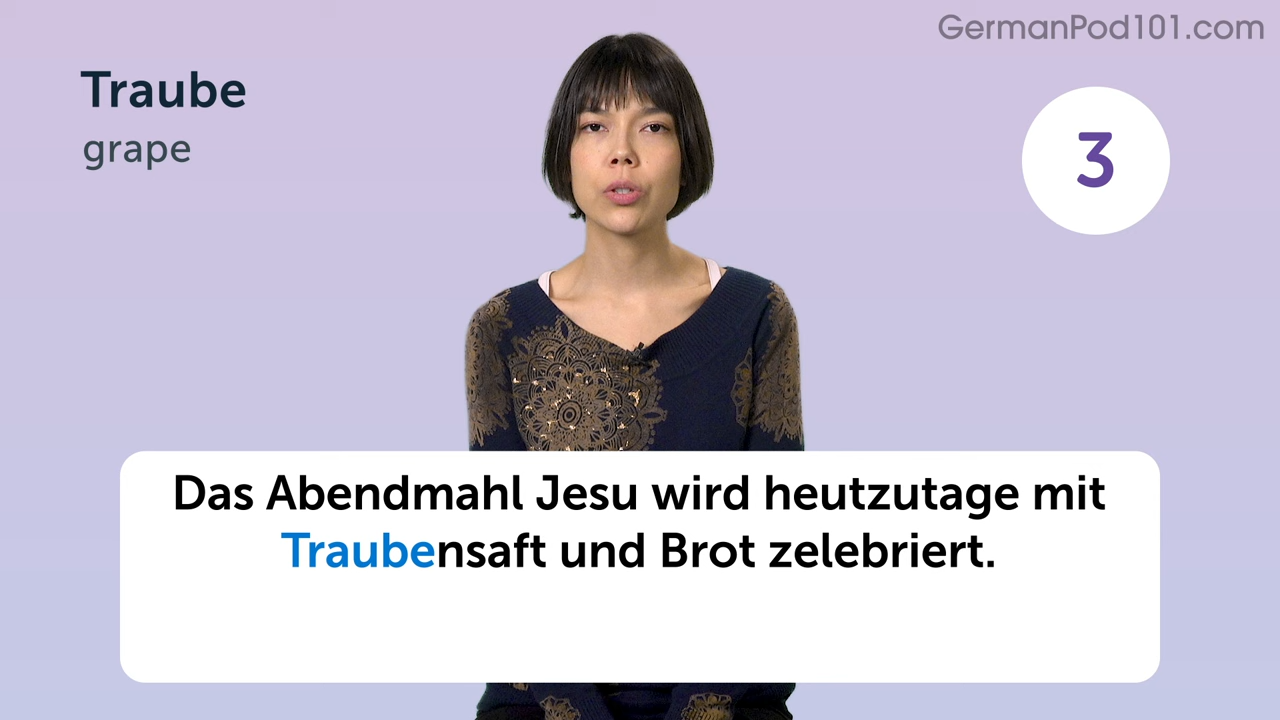 GermanPod101.com
Traube
grape
3
Das Abendmahl Jesu wird heutzutage mit
Traubensaft und Brot zelebriert.